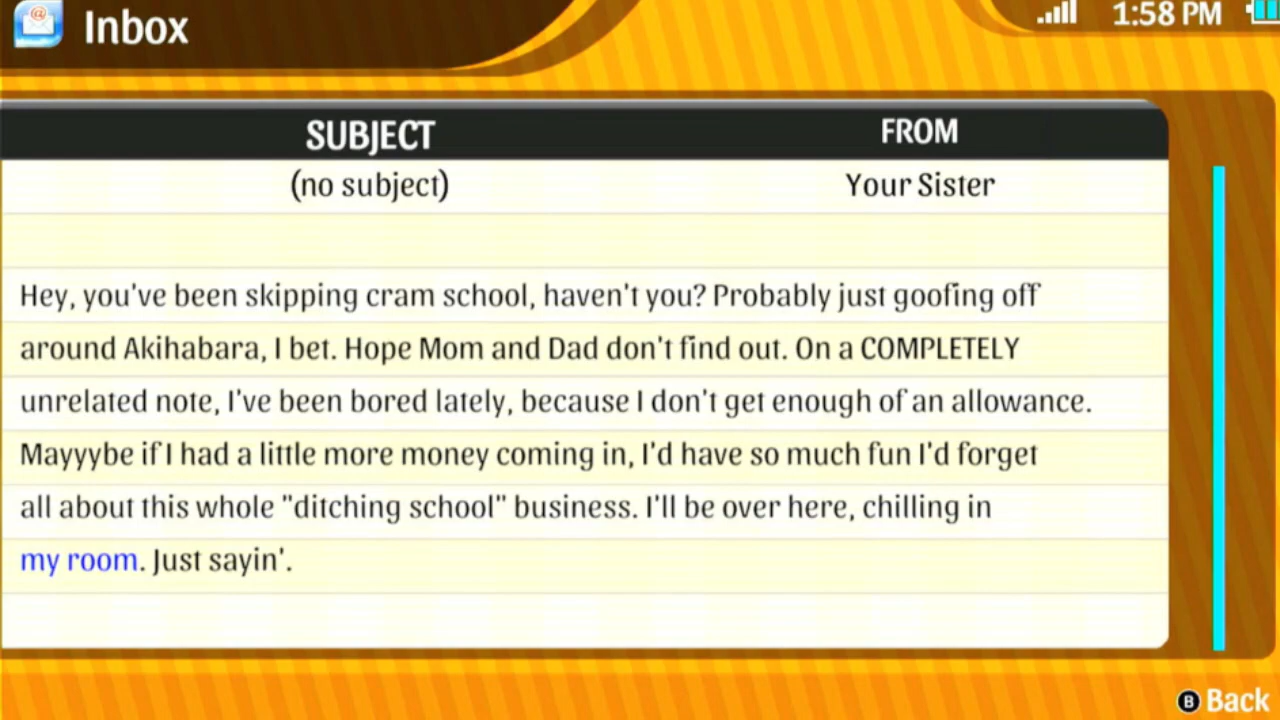 Inbox
1:58 PM
SUBJECT FROM
(no subject) Your Sister
Hey, you've been skipping cram school, haven't you? Probably just goofing off
around Akihabara, I bet. Hope Mom and Dad don't find out. On a COMPLETELY
unrelated note, I've been bored lately, because I don't get enough of an allowance.
Mayyybe if I had a little more money coming in, I'd have so much fun I'd forget
all about this whole "ditching school" business. I'll be over here, chilling in
my room. Just sayin'.
B Back